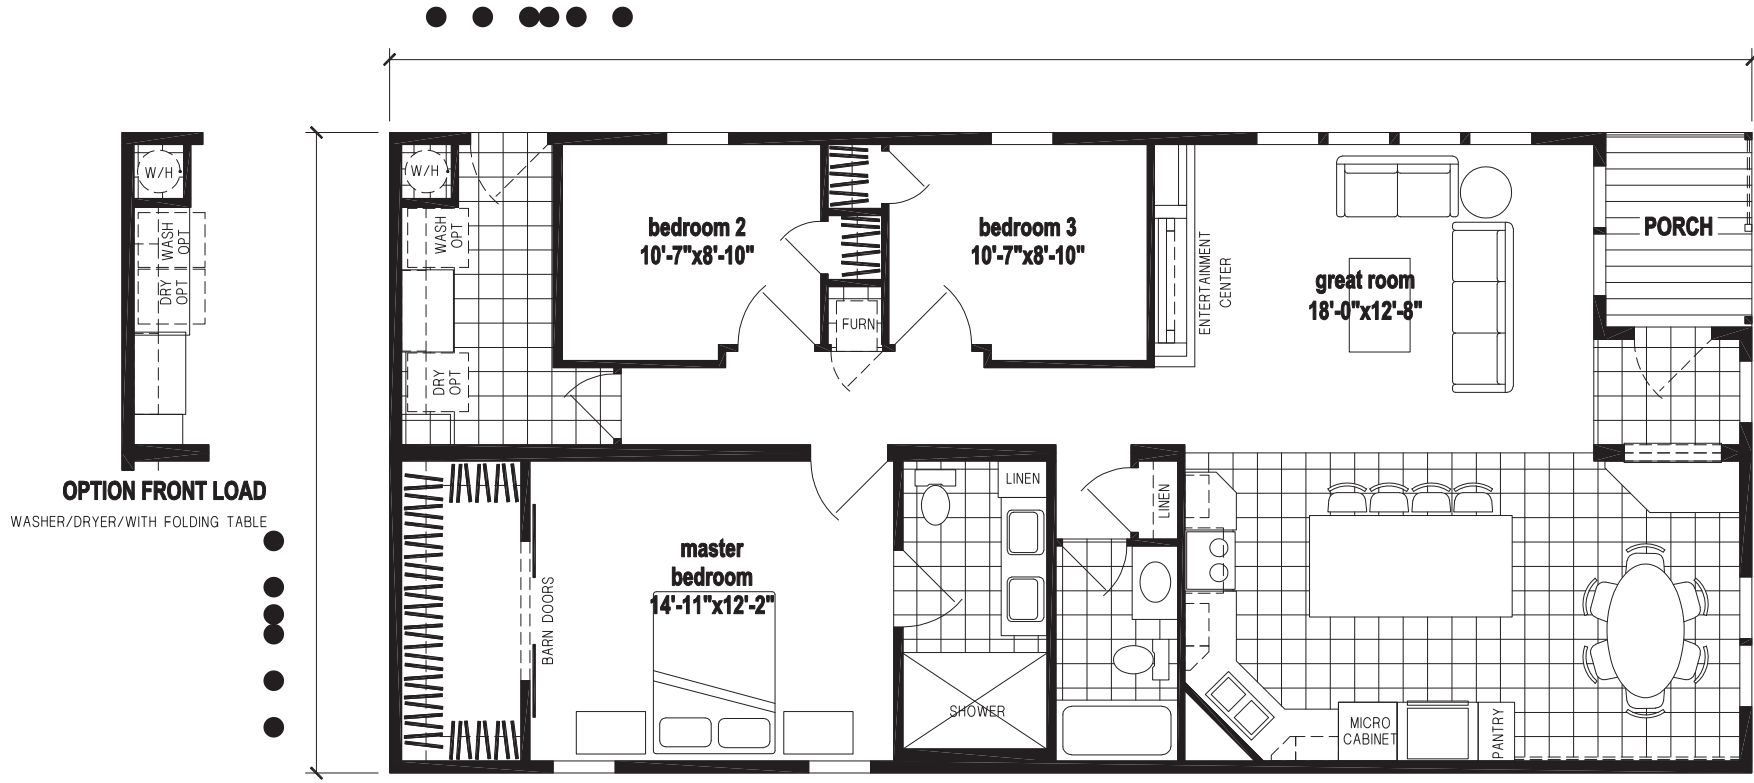 W/H
WASH
OPT
DRY
OPT
OPTION FRONT LOAD
WASHER/DRYER/WITH FOLDING TABLE
W/H
WASH
OPT
DRY
OPT
bedroom 2
10'-7"x8'-10"
FURN
bedroom 3
10'-7"x8'-10"
ENTERTAINMENT
CENTER
great room
18'-0"x12'-8"
PORCH
BARN DOORS
master
bedroom
14'-11"x12'-2"
LINEN
SHOWER
LINEN
MICRO
CABINET
PANTRY